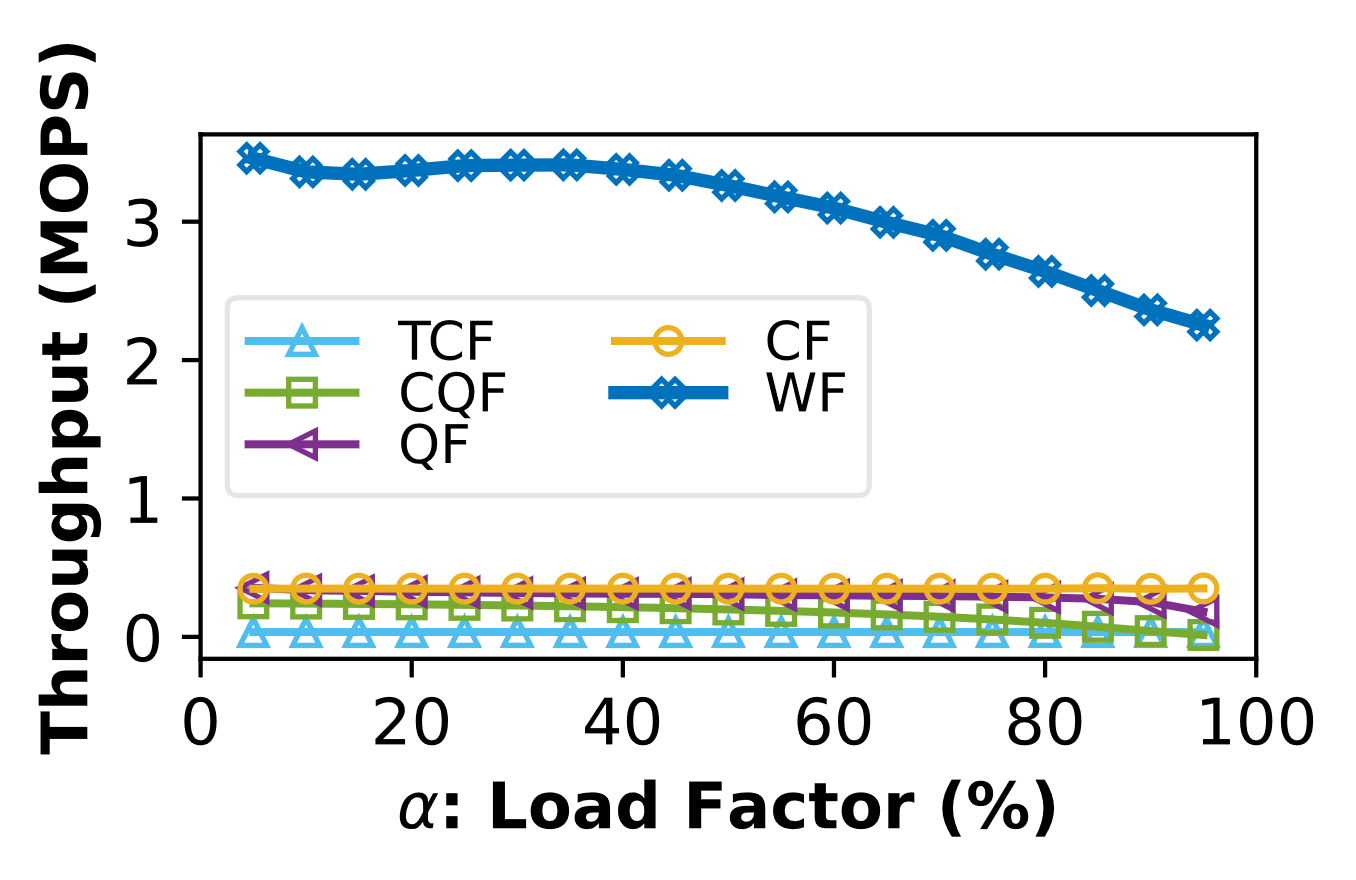 Throughput (MOPS)
3
2
1
0
TCF
CQF
QF
CF
WF
0 20 40 60 80 100
α: Load Factor (%)